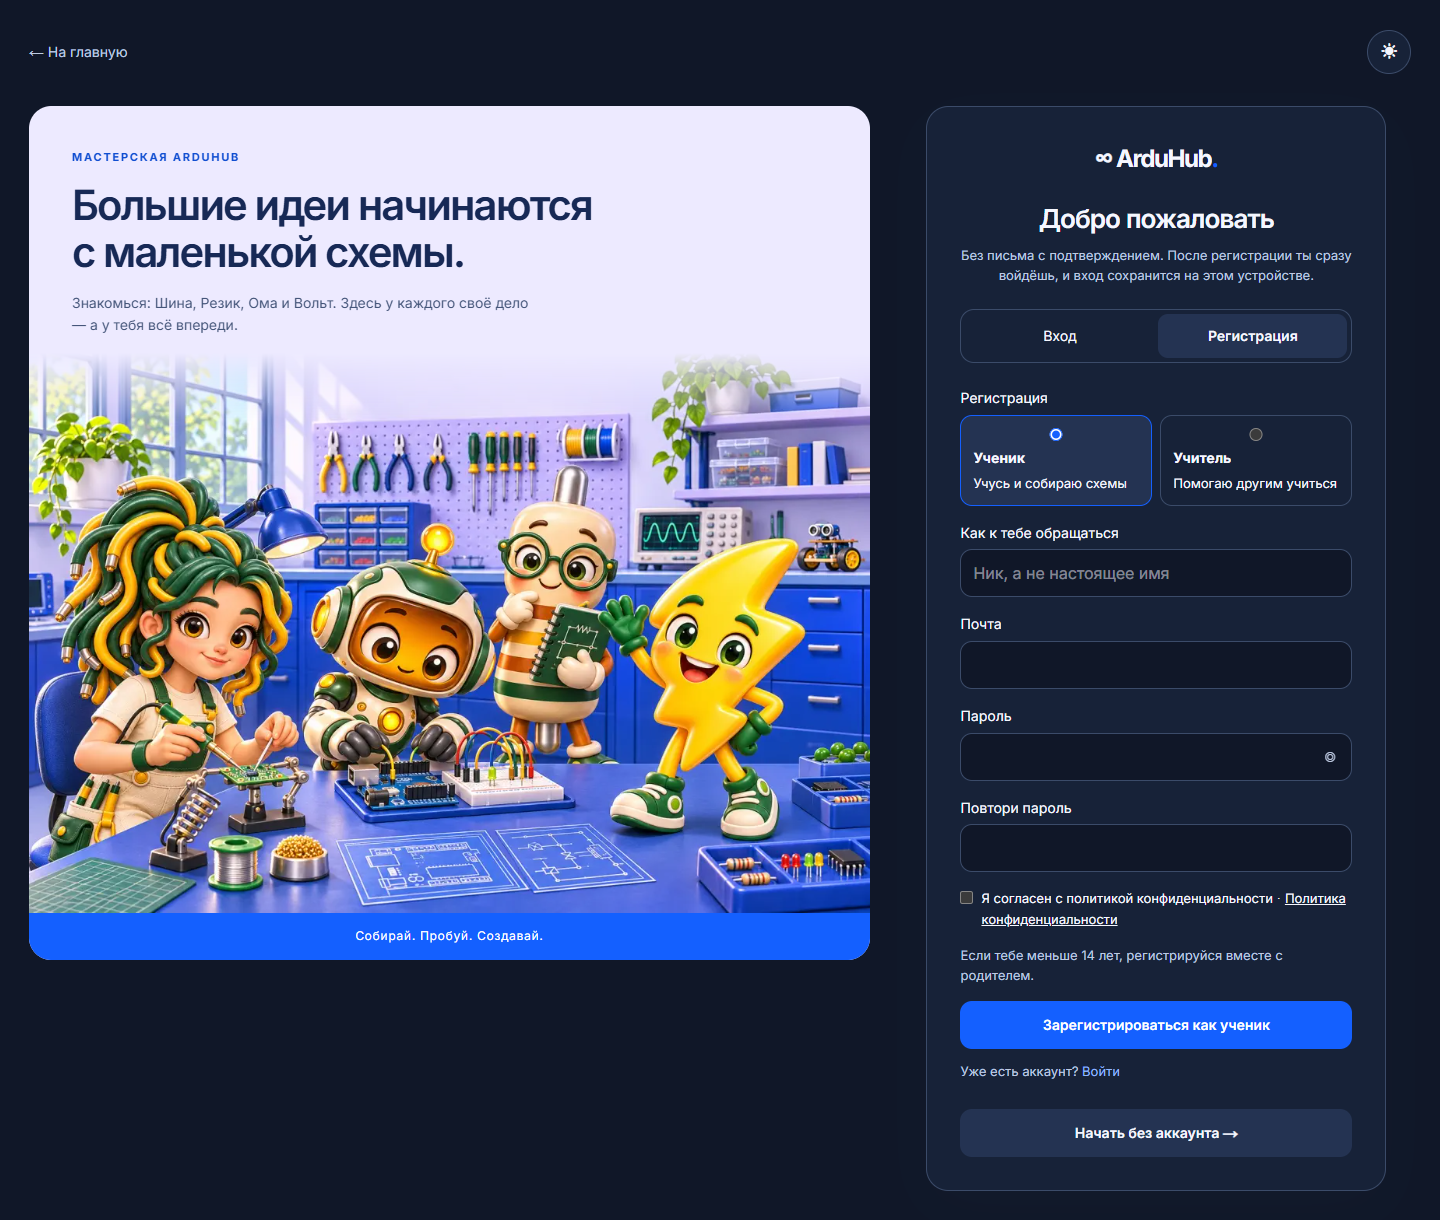 ← На главную
МАСТЕРСКАЯ ARDUHUB
Большие идеи начинаются
с маленькой схемы.
Знакомься: Шина, Резик, Ома и Вольт. Здесь у каждого своё дело
— а у тебя всё впереди.
Собирай. Пробуй. Создавай.
∞ ArduHub.
Добро пожаловать
Без письма с подтверждением. После регистрации ты сразу
войдёшь, и вход сохранится на этом устройстве.
Вход
Регистрация
Регистрация
Ученик
Учусь и собираю схемы
Учитель
Помогаю другим учиться
Как к тебе обращаться
Ник, а не настоящее имя
Почта
Пароль
Повтори пароль
Я согласен с политикой конфиденциальности · Политика
конфиденциальности
Если тебе меньше 14 лет, регистрируйся вместе с
родителем.
Зарегистрироваться как ученик
Уже есть аккаунт? Войти
Начать без аккаунта →